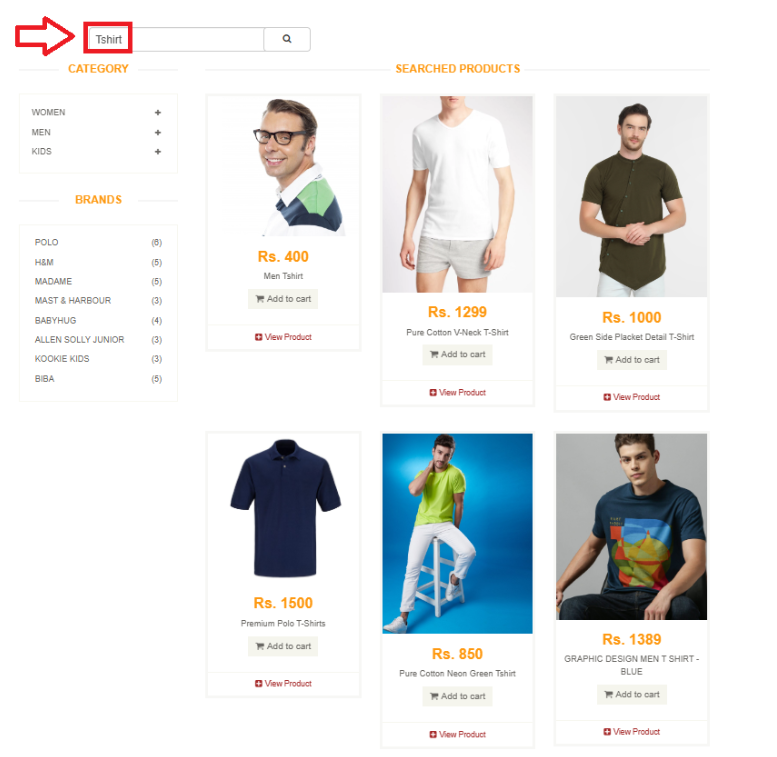 Tshirt
CATEGORY
WOMEN +
MEN +
KIDS +
BRANDS
POLO (6)
H&M (5)
MADAME (5)
MAST & HARBOUR (3)
BABYHUG (4)
ALLEN SOLLY JUNIOR (3)
KOOKIE KIDS (3)
BIBA (5)
SEARCHED PRODUCTS
Rs. 400
Men Tshirt
Add to cart
View Product
Rs. 1299
Pure Cotton V-Neck T-Shirt
Add to cart
View Product
Rs. 1000
Green Side Placket Detail T-Shirt
Add to cart
View Product
Rs. 1500
Premium Polo T-Shirts
Add to cart
View Product
Rs. 850
Pure Cotton Neon Green Tshirt
Add to cart
View Product
Rs. 1389
GRAPHIC DESIGN MEN T SHIRT -
BLUE
Add to cart
View Product